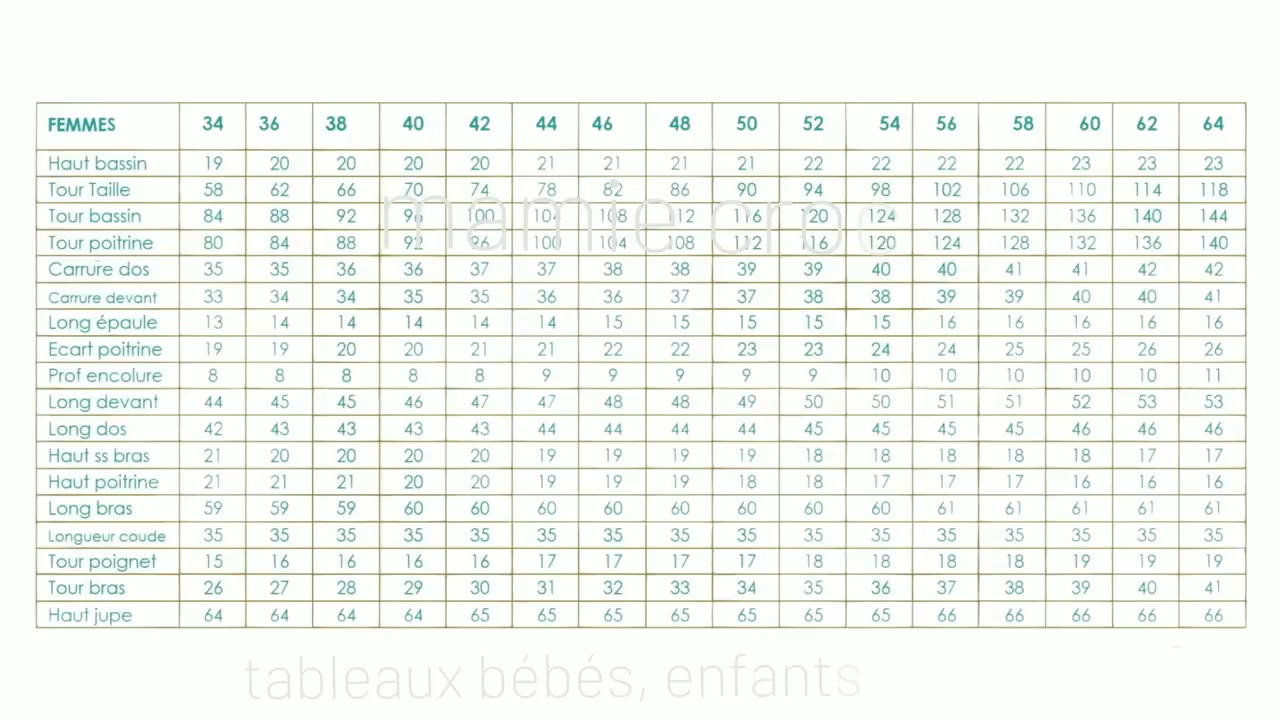 FEMMES 34 36 38 40 42 44 46 48 50 52 54 56 58 60 62 64
Haut bassin 19 20 20 20 20 21 21 21 21 22 22 22 22 23 23 23
Tour Taille 58 62 66 70 74 78 82 86 90 94 98 102 106 110 114 118
Tour bassin 84 88 92 96 100 104 108 112 116 120 124 128 132 136 140 144
Tour poitrine 80 84 88 92 96 100 104 108 112 116 120 124 128 132 136 140
mamie croc
Carrure dos 35 35 36 36 37 37 38 38 39 39 40 40 41 41 42 42
Carrure devant 33 34 34 35 35 36 36 37 37 38 38 39 39 40 40 41
Long épaule 13 14 14 14 14 14 15 15 15 15 15 16 16 16 16 16
Ecart poitrine 19 19 20 20 21 21 22 22 23 23 24 24 25 25 26 26
Prof encolure 8 8 8 8 8 9 9 9 9 9 10 10 10 10 10 11
Long devant 44 45 45 46 47 47 48 48 49 50 50 51 51 52 53 53
Long dos 42 43 43 43 43 44 44 44 44 45 45 45 45 46 46 46
Haut ss bras 21 20 20 20 20 19 19 19 19 18 18 18 18 18 17 17
Haut poitrine 21 21 21 20 20 19 19 19 18 18 17 17 17 16 16 16
Long bras 59 59 59 60 60 60 60 60 60 60 60 61 61 61 61 61
Longueur coude 35 35 35 35 35 35 35 35 35 35 35 35 35 35 35 35
Tour poignet 15 16 16 16 16 17 17 17 17 18 18 18 18 19 19 19
Tour bras 26 27 28 29 30 31 32 33 34 35 36 37 38 39 40 41
Haut jupe 64 64 64 64 65 65 65 65 65 65 65 66 66 66 66 66
tableaux bébés, enfants